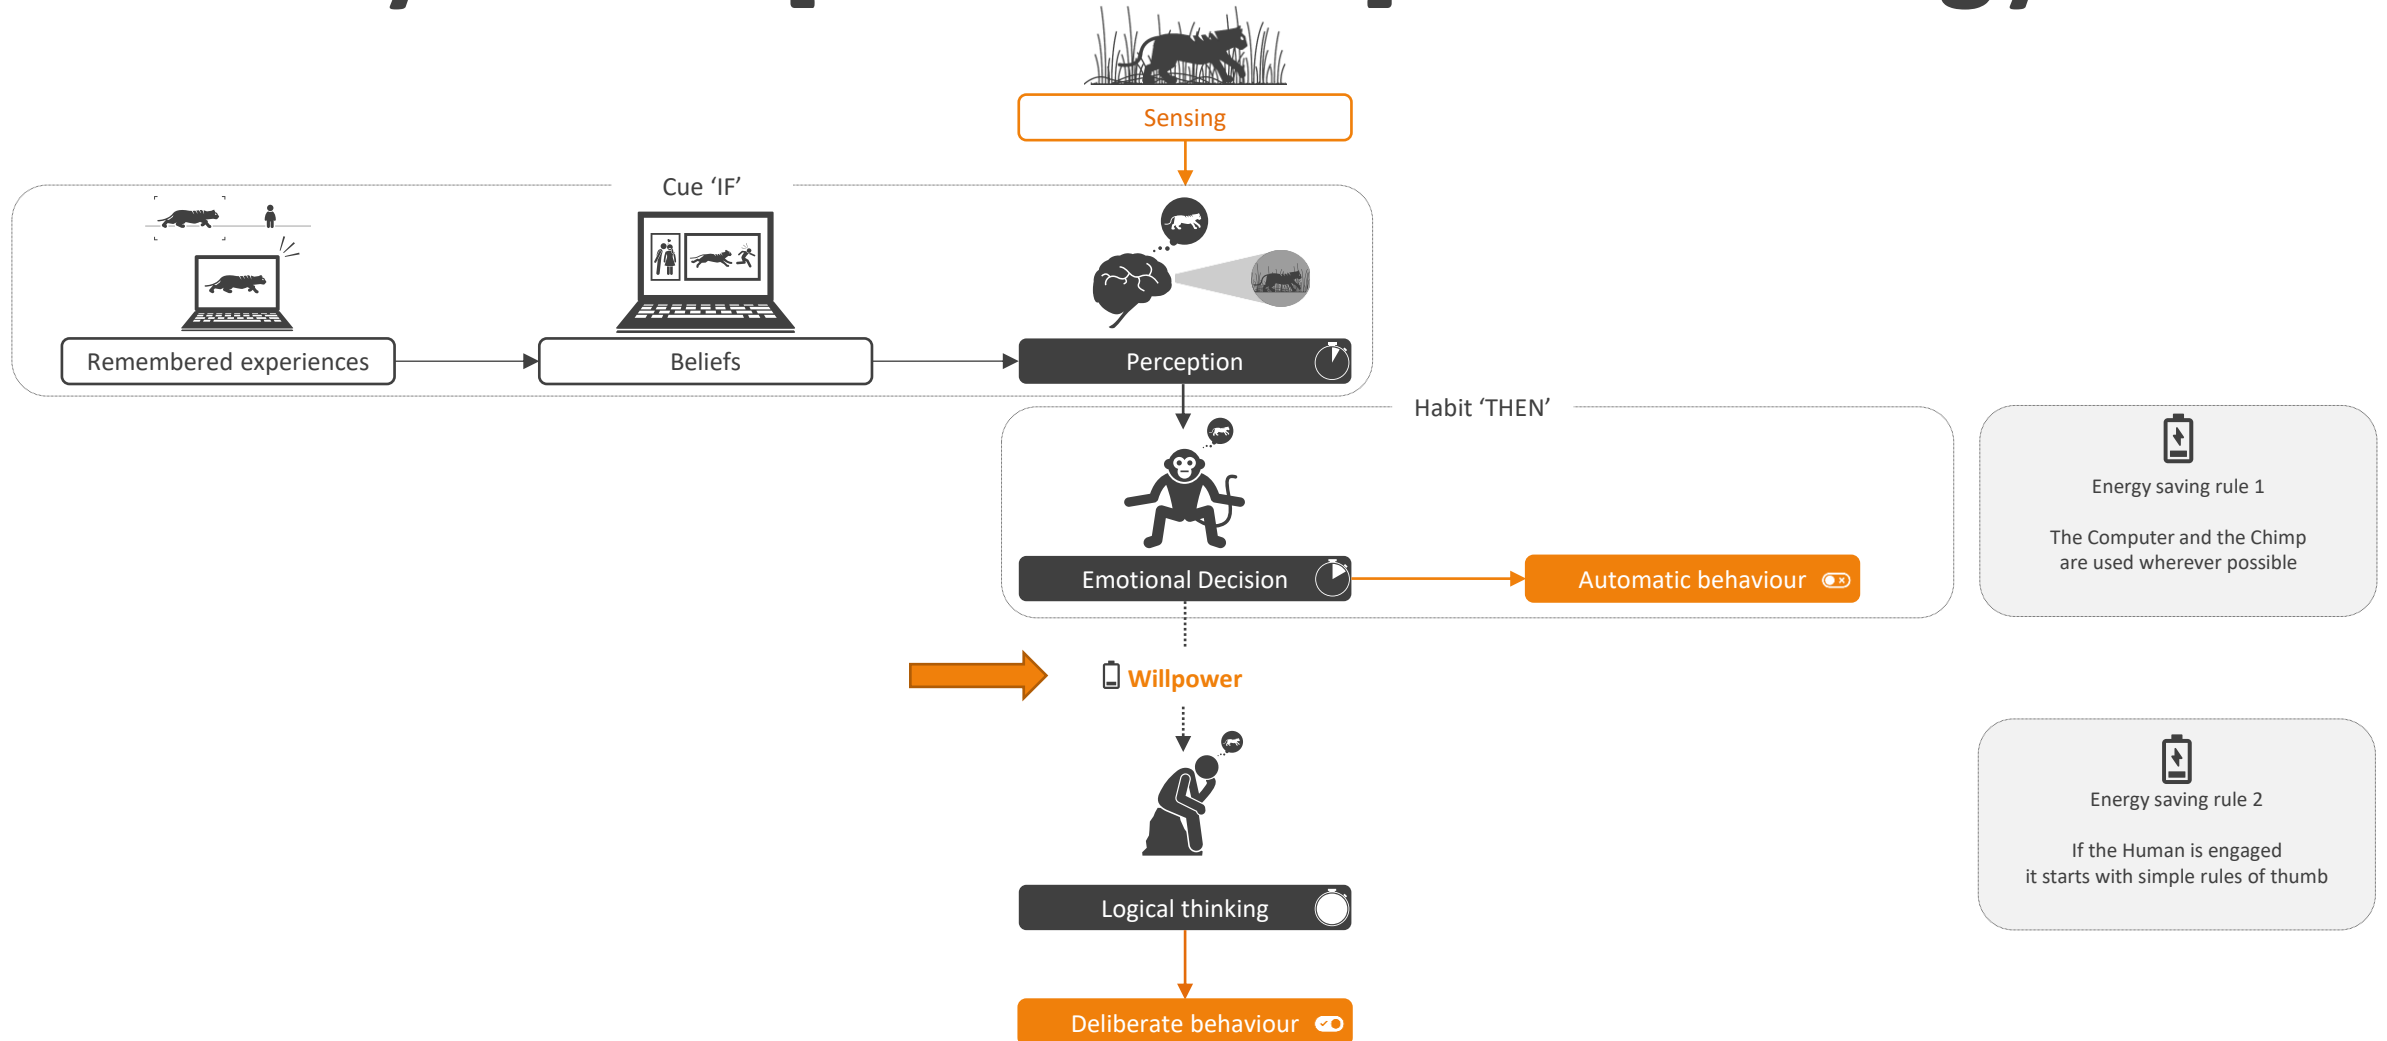 Sensing
Cue ‘IF’
Remembered experiences
Beliefs
Perception
Habit ‘THEN’
Energy saving rule 1
The Computer and the Chimp
are used wherever possible
Emotional Decision
Automatic behaviour
Willpower
Energy saving rule 2
If the Human is engaged
it starts with simple rules of thumb
Logical thinking
Deliberate behaviour